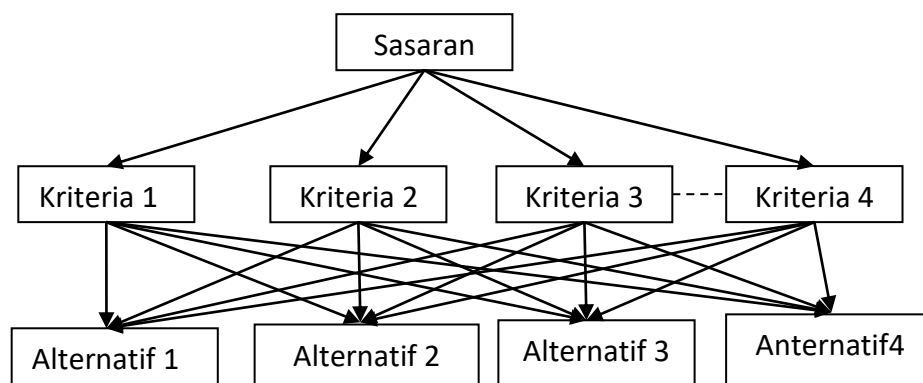 Sasaran
Kriteria 1
Kriteria 2
Kriteria 3
Kriteria 4
Alternatif 1
Alternatif 2
Alternatif 3
Anternatif4